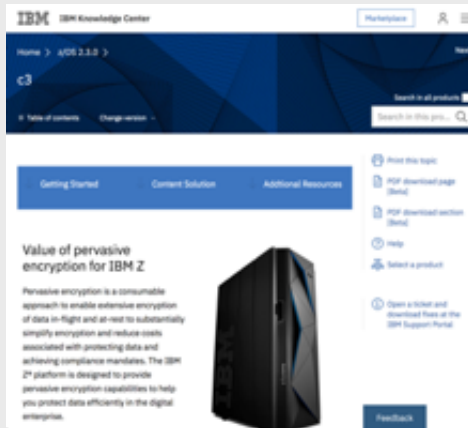 IBM IBM Knowledge Center
Marketplace
Home > z/OS 2.3.0 >
c3
Search in all products
Table of contents Change version
Search in this pro...
Print this topic
PDF download page
[Beta]
PDF download section
[Beta]
Help
Select a product
Open a ticket and
download fixes at the
IBM Support Portal
Getting Started Content Solution Additional Resources
Value of pervasive
encryption for IBM Z
Pervasive encryption is a consumable
approach to enable extensive encryption
of data in-flight and at-rest to substantially
simplify encryption and reduce costs
associated with protecting data and
achieving compliance mandates. The IBM
Z® platform is designed to provide
pervasive encryption capabilities to help
you protect data efficiently in the digital
enterprise.
IBM
Feedback